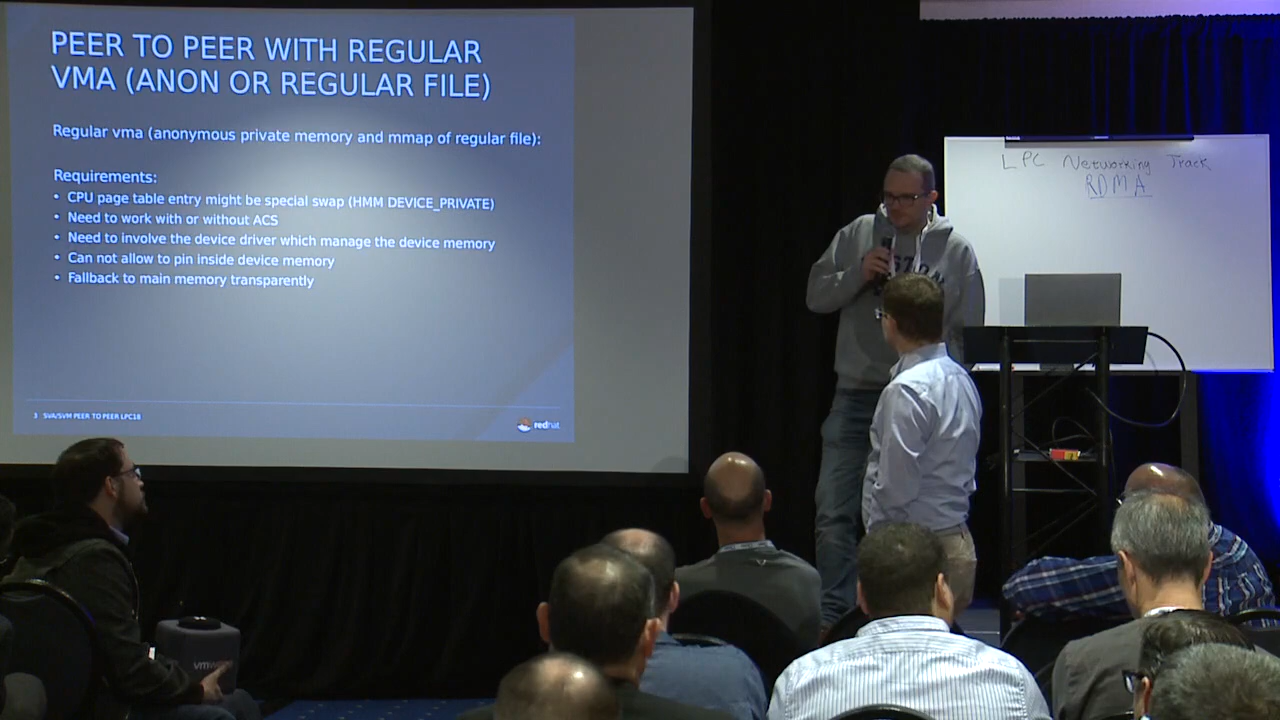 PEER TO PEER WITH REGULAR
VMA (ANON OR REGULAR FILE)
Regular vma (anonymous private memory and mmap of regular file):
Requirements:
• CPU page table entry might be special swap (HMM DEVICE_PRIVATE)
• Need to work with or without ACS
• Need to involve the device driver which manage the device memory
• Can not allow to pin inside device memory
• Fallback to main memory transparently
3 SVA/SVM PEER TO PEER LPC18
redhat
LPC Networking Track
RDMA